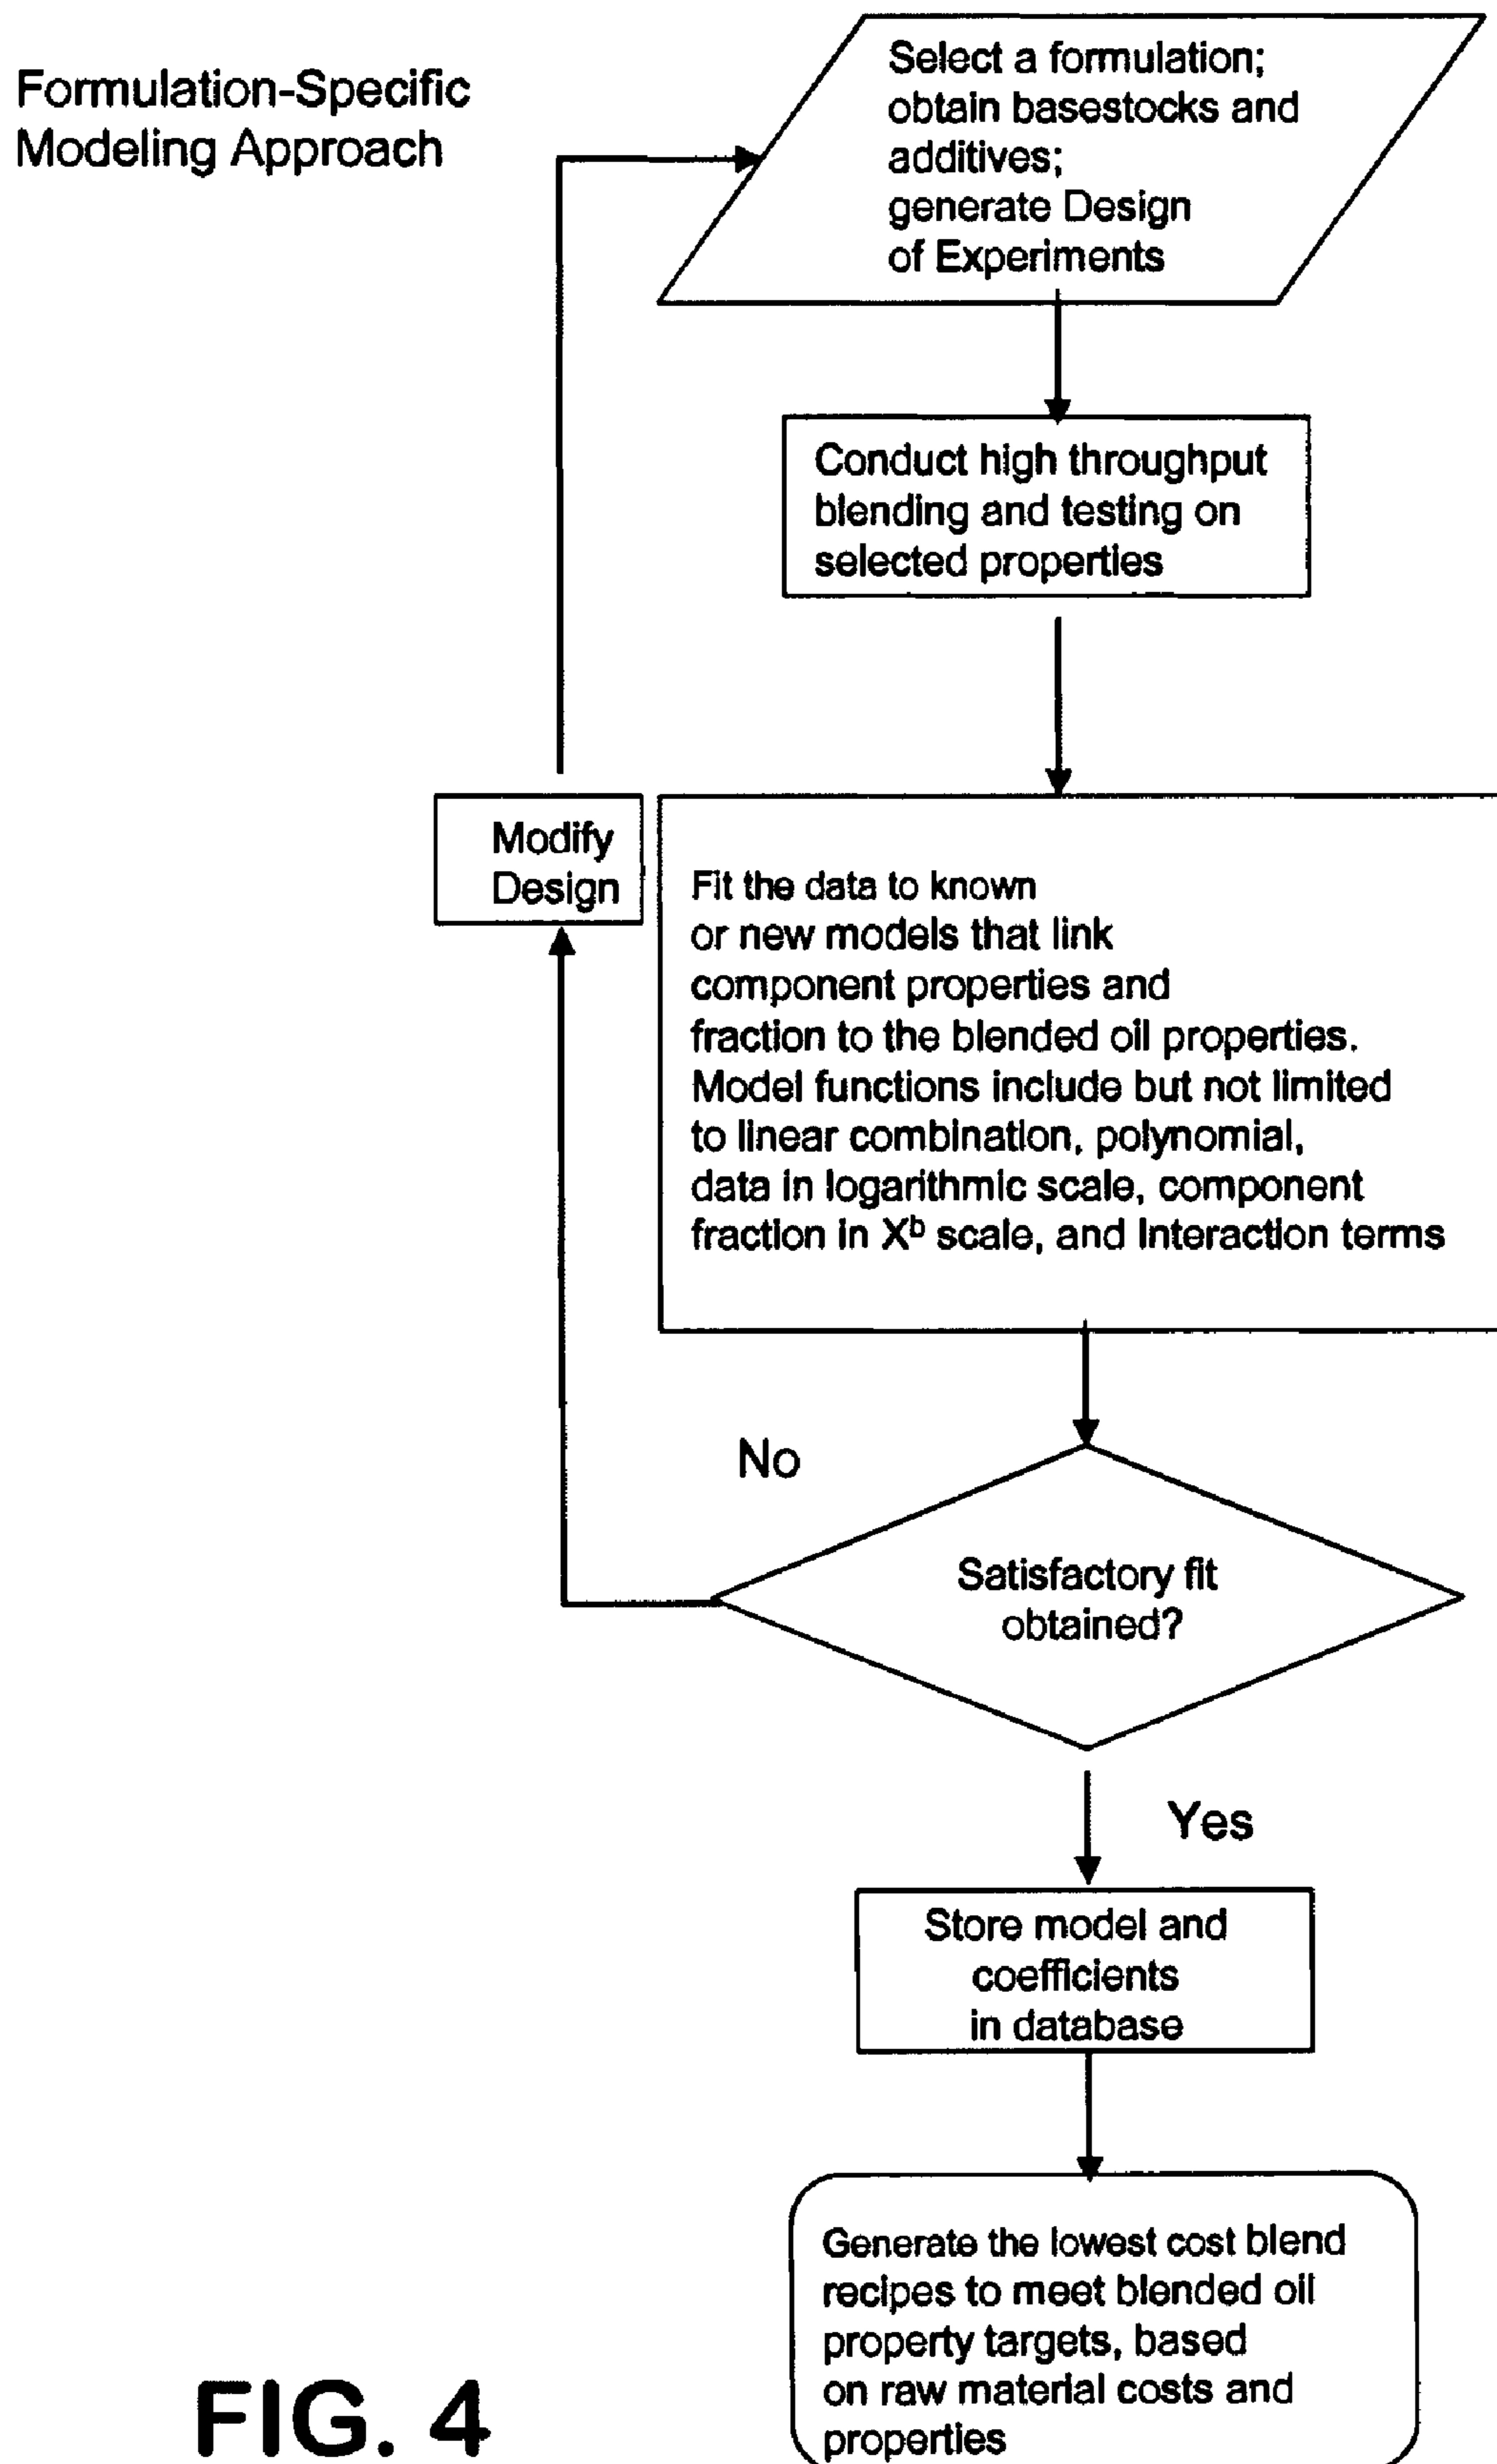 Formulation-Specific
Modeling Approach
Select a formulation;
obtain basestocks and
additives;
generate Design
of Experiments
Conduct high throughput
blending and testing on
selected properties
Modify
Design
Fit the data to known
or new models that link
component properties and
fraction to the blended oil properties.
Model functions include but not limited
to linear combination, polynomial,
data in logarithmic scale, component
fraction in Xᵇ scale, and Interaction terms
No
Satisfactory fit
obtained?
Yes
Store model and
coefficients
in database
Generate the lowest cost blend
recipes to meet blended oil
property targets, based
on raw material costs and
properties
FIG. 4